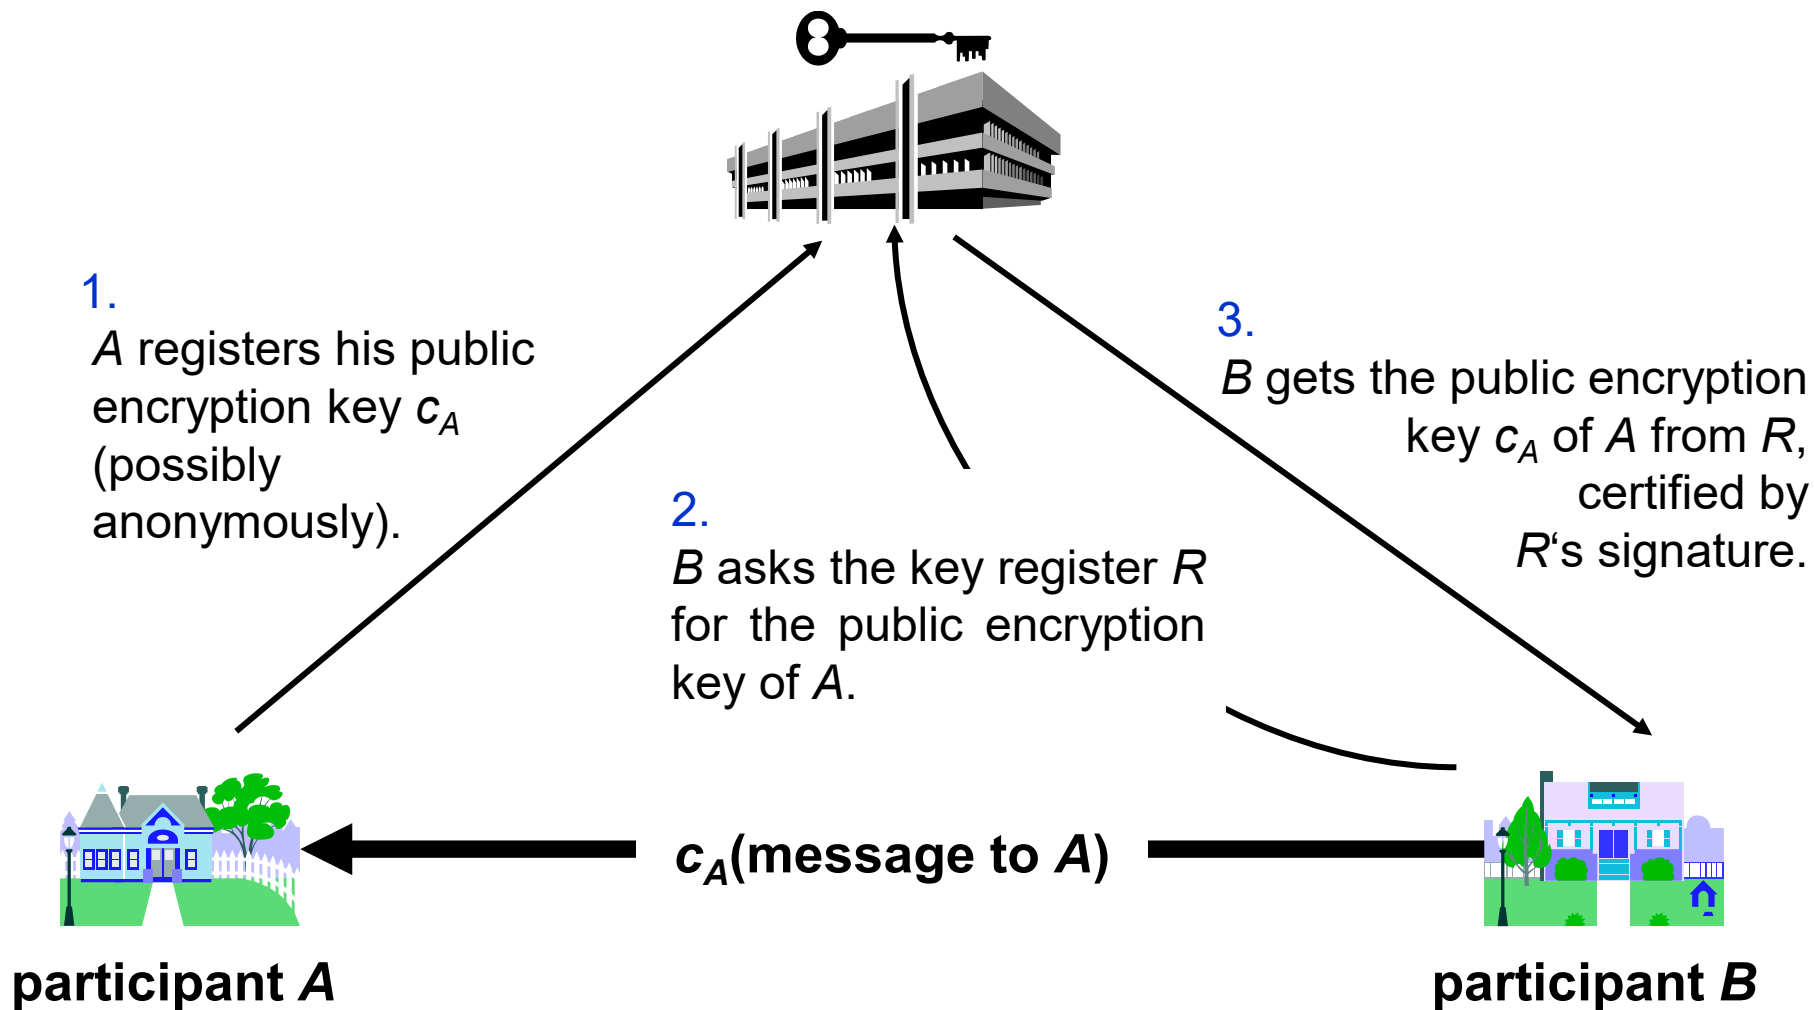 1.
A registers his public
encryption key cA
(possibly
anonymously).
2.
B asks the key register R
for the public encryption
key of A.
3.
B gets the public encryption
key cA of A from R,
certified by
R‘s signature.
cA(message to A)
participant A
participant B